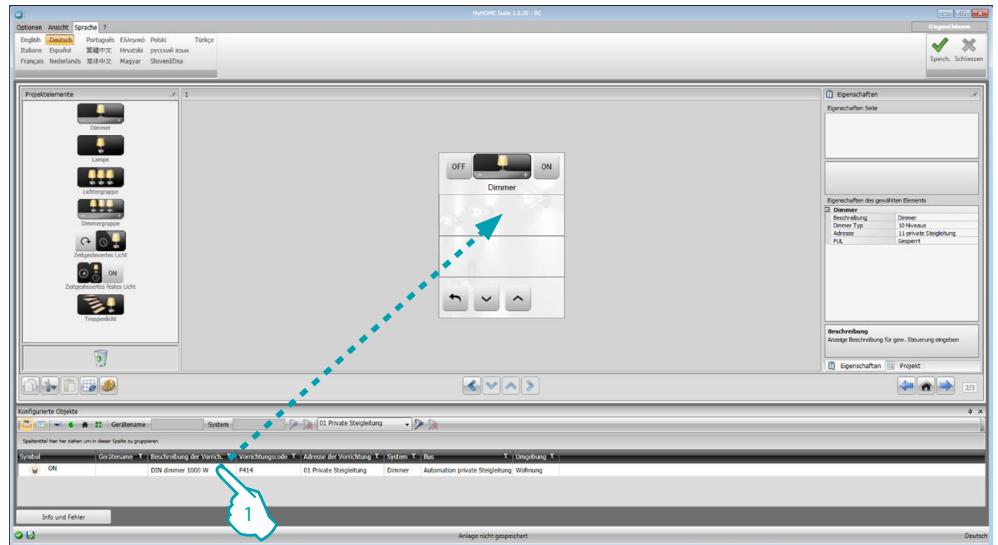 MyHOME Suite 1.0.20 - RC
Optionen Ansicht Sprache ?
English Deutsch Português Ελληνικά Polski Türkçe
Italiano Español 繁體中文 Hrvatski русский язык
Français Nederlands 简体中文 Magyar Slovenščina
Speich. Schliessen
Projektelemente
1
Eigenschaften
Dimmer
Lampe
Lichtergruppe
Dimmergruppe
Zeitgesteuertes Licht
ON
Zeitgesteuertes festes Licht
Treppenlicht
OFF
ON
Dimmer
Eigenschaften Seite
Eigenschaften des gewählten Elements
Dimmer
Beschreibung Dimmer
Dimmer Typ 10 Niveaus
Adresse 11-private Steigleitung
PUL Gesperrt
Beschreibung
Anzeige Beschreibung für gew. Steuerung eingeben
Eigenschaften Projekt
2/3
Konfigurierte Objekte
Gerätename System 01 Private Steigleitung
Spaltentitel hier her ziehen um in dieser Spalte zu gruppieren
Symbol Gerätename Beschreibung der Vorrich. Vorrichtungscode Adresse der Vorrichtung System Bus Umgebung
ON DIN dimmer 1000 W F414 01 Private Steigleitung Dimmer Automation private Steigleitung Wohnung
1
Info und Fehler
Anlage nicht gespeichert
Deutsch